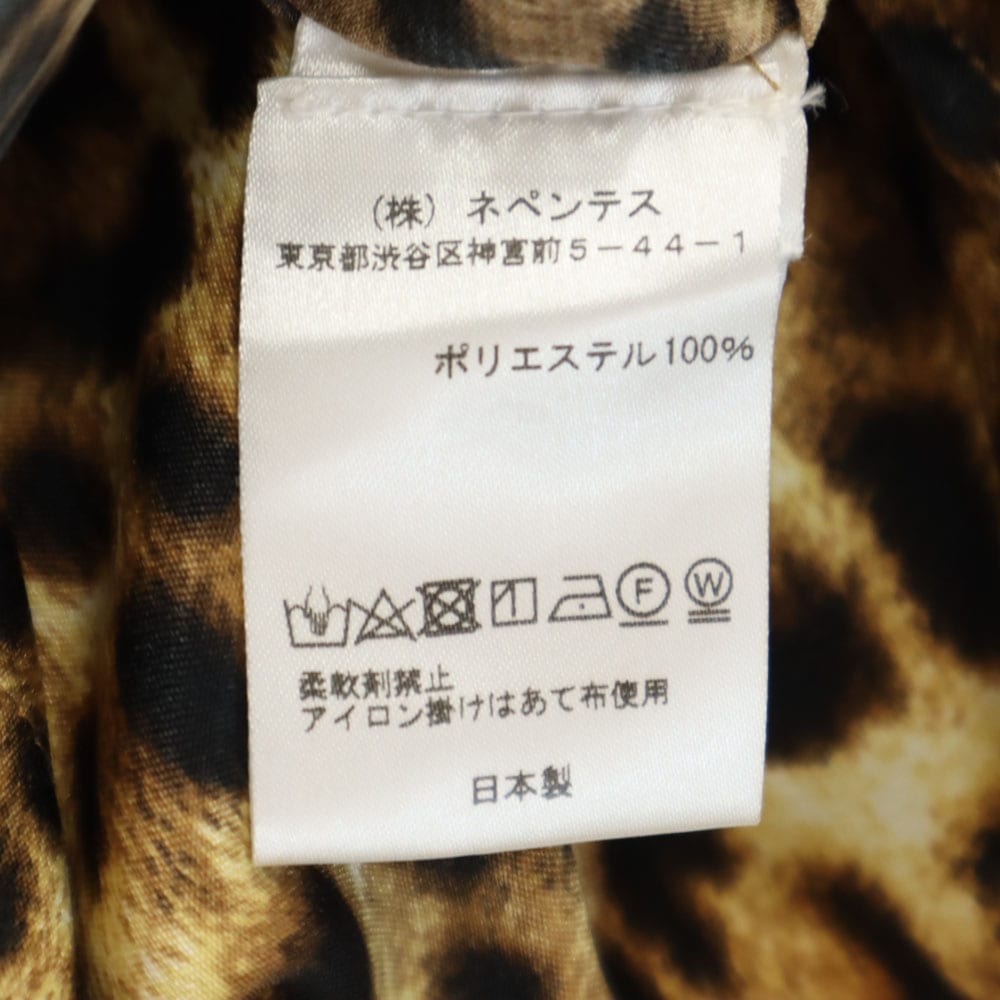 (株) ネペンテス
東京都渋谷区神宮前5-44-1
ポリエステル100%
F W
柔軟剤禁止
アイロン掛けはあて布使用
日本製